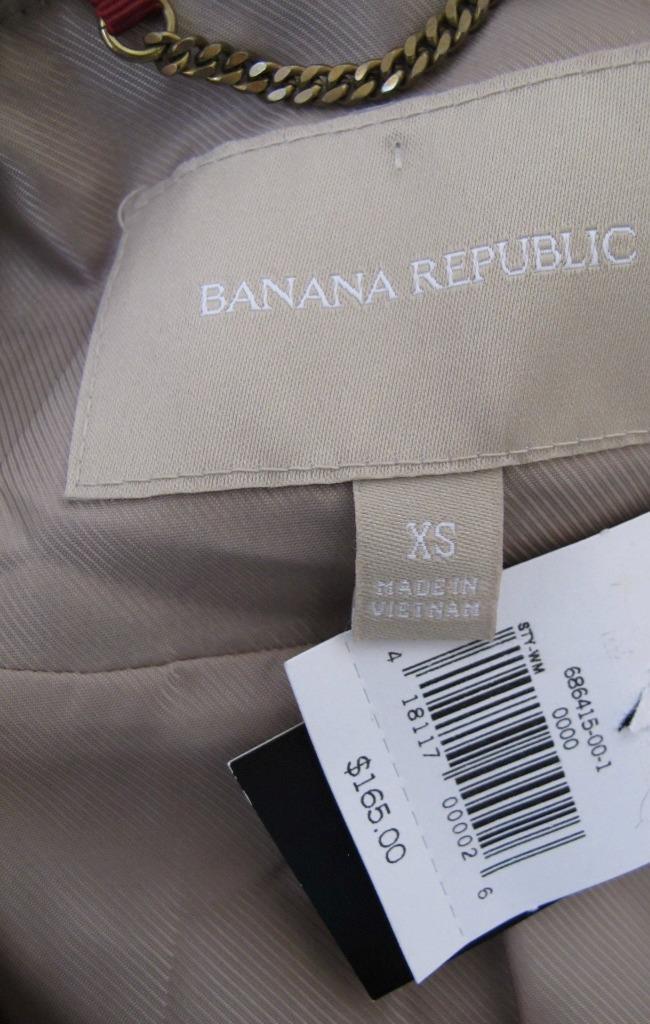 BANANA REPUBLIC
XS
MADE IN
VIETNAM
STY-WM
686415-00-1
0000
4 18117 00002 6
$165.00